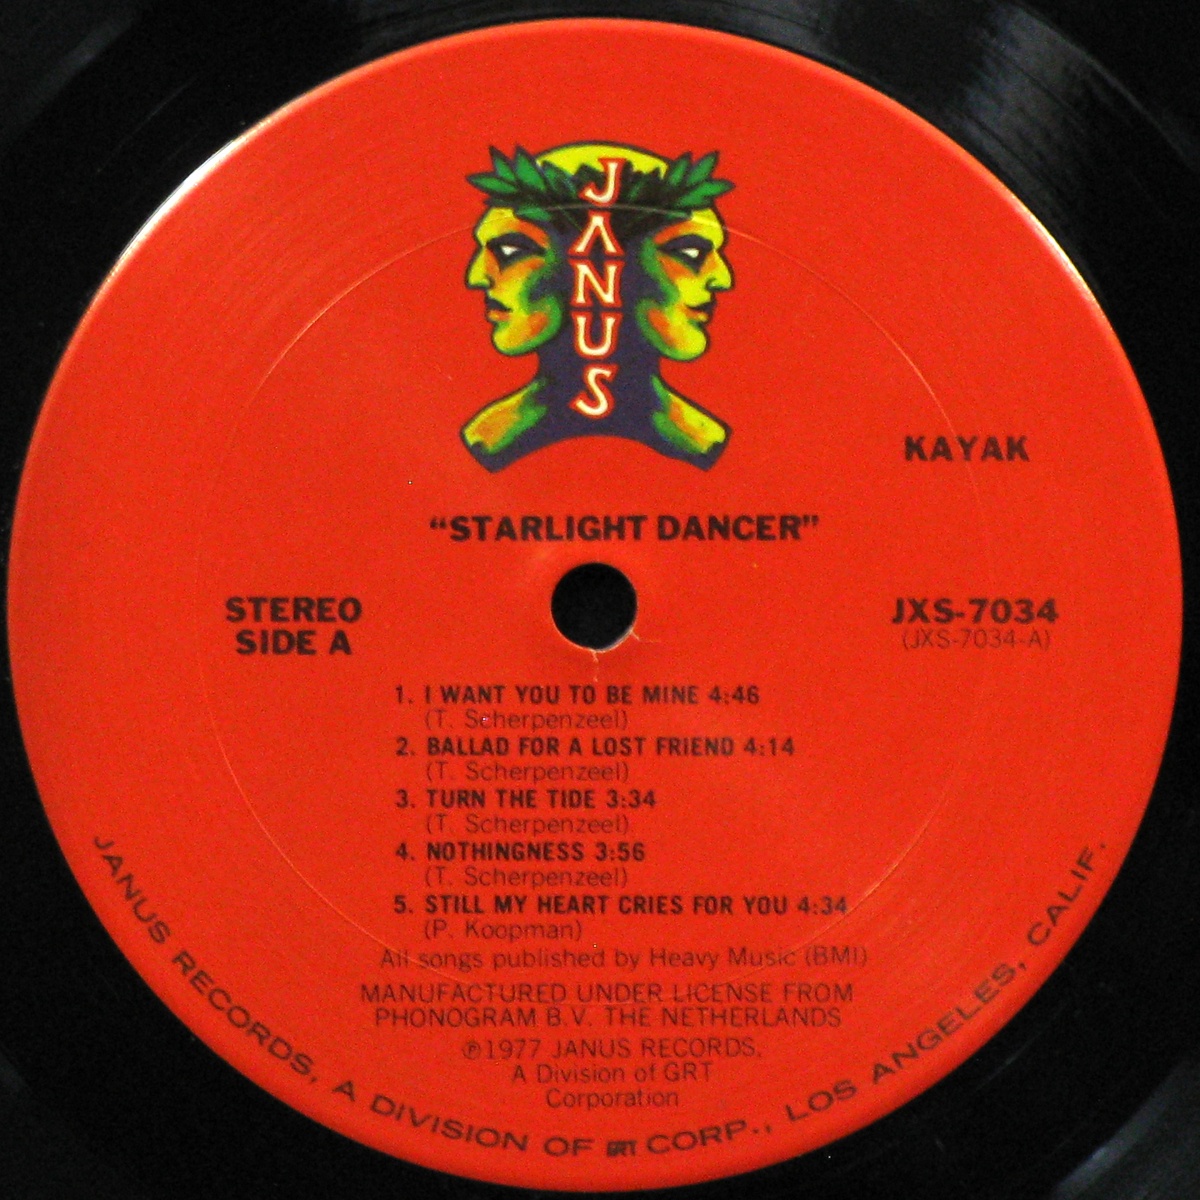 JANUS
KAYAK
“STARLIGHT DANCER”
STEREO
SIDE A
JXS-7034
(JXS-7034-A)
1. I WANT YOU TO BE MINE 4:46
(T. Scherpenzeel)
2. BALLAD FOR A LOST FRIEND 4:14
(T. Scherpenzeel)
3. TURN THE TIDE 3:34
(T. Scherpenzeel)
4. NOTHINGNESS 3:56
(T. Scherpenzeel)
5. STILL MY HEART CRIES FOR YOU 4:34
(P. Koopman)
All songs published by Heavy Music (BMI)
MANUFACTURED UNDER LICENSE FROM
PHONOGRAM B.V. THE NETHERLANDS
℗1977 JANUS RECORDS,
A Division of GRT
Corporation
JANUS RECORDS, A DIVISION OF GRT CORP., LOS ANGELES, CALIF.